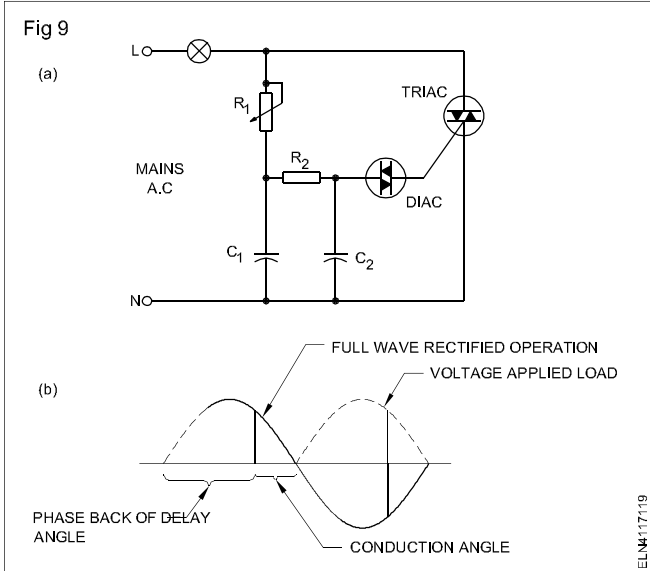 Fig 9
(a)
L
R1
TRIAC
MAINS
A.C
R2
DIAC
C1
C2
N
(b)
FULL WAVE RECTIFIED OPERATION
VOLTAGE APPLIED LOAD
PHASE BACK OF DELAY
ANGLE
CONDUCTION ANGLE
ELN4117119